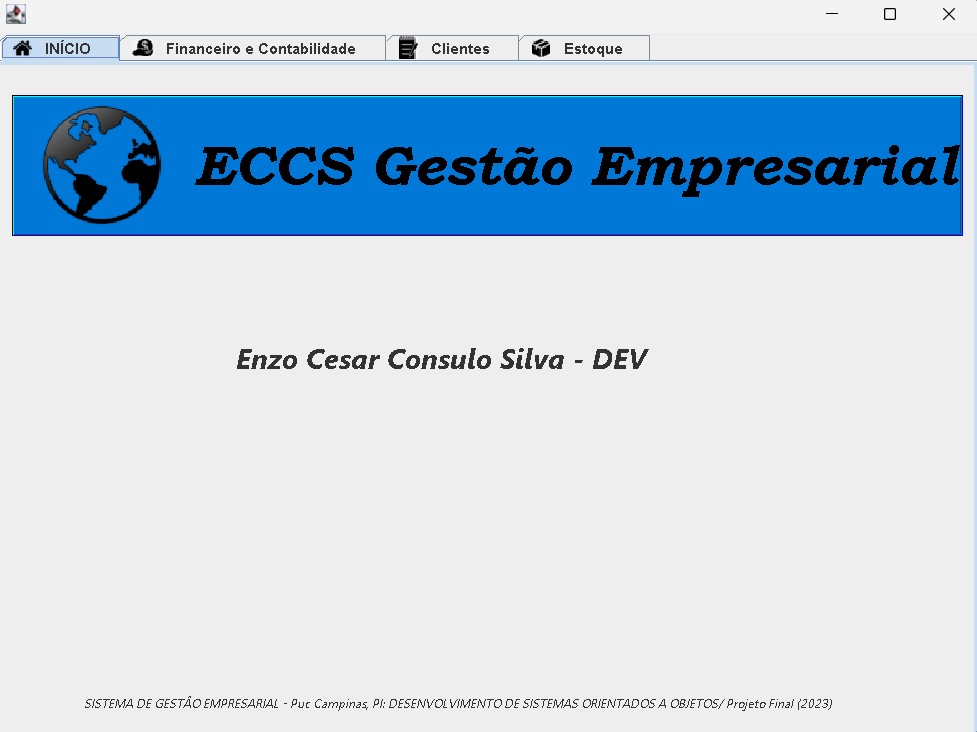 INÍCIO
Financeiro e Contabilidade
Clientes
Estoque
ECCS Gestão Empresarial
Enzo Cesar Consulo Silva - DEV
SISTEMA DE GESTÃO EMPRESARIAL - Puc Campinas, PI: DESENVOLVIMENTO DE SISTEMAS ORIENTADOS A OBJETOS/ Projeto Final (2023)